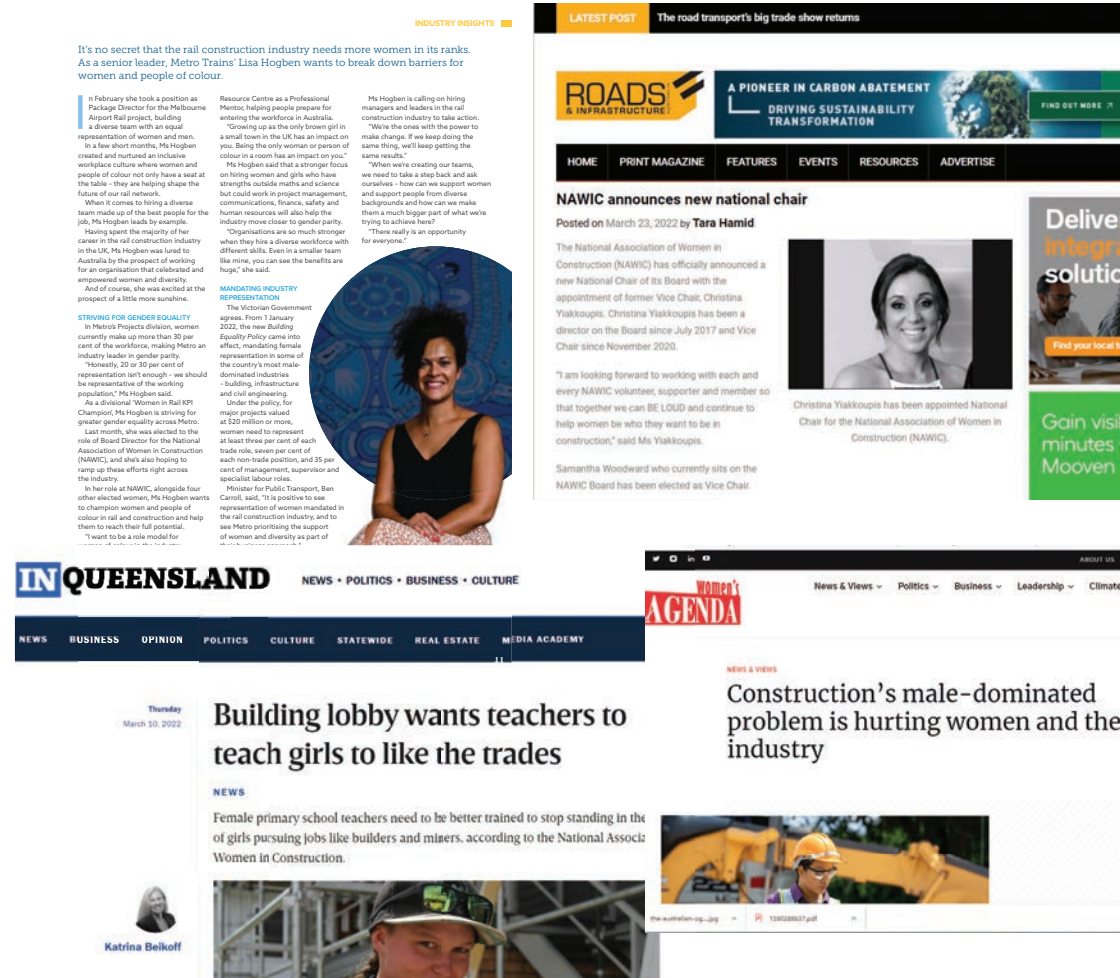 INDUSTRY INSIGHTS
It's no secret that the rail construction industry needs more women in its ranks.
As a senior leader, Metro Trains' Lisa Hogben wants to break down barriers for
women and people of colour.
In February she took a position as
Package Director for the Melbourne
Airport Rail project, building
a diverse team with an equal
representation of women and men.
In a few short months, Ms Hogben
created and nurtured an inclusive
workplace culture where women and
people of colour not only have a seat at
the table – they are helping shape the
future of our rail network.
When it comes to hiring a diverse
team made up of the best people for the
job, Ms Hogben leads by example.
Having spent the majority of her
career in the rail construction industry
in the UK, Ms Hogben was lured to
Australia by the prospect of working
for an organisation that celebrated and
empowered women and diversity.
And of course, she was excited at the
prospect of a little more sunshine.
STRIVING FOR GENDER EQUALITY
In Metro's Projects division, women
currently make up more than 30 per
cent of the workforce, making Metro an
industry leader in gender parity.
"Honestly, 20 or 30 per cent of
representation isn't enough – we should
be representative of the working
population," Ms Hogben said.
As a divisional 'Women in Rail KPI
Champion', Ms Hogben is striving for
greater gender equality across Metro.
Last month, she was elected to the
role of Board Director for the National
Association of Women in Construction
(NAWIC), and she's also hoping to
ramp up these efforts right across
the industry.
In her role at NAWIC, alongside four
other elected women, Ms Hogben wants
to champion women and people of
colour in rail and construction and help
them to reach their full potential.
"I want to be a role model for
women of colour in the industry
Resource Centre as a Professional
Mentor, helping people prepare for
entering the workforce in Australia.
"Growing up as the only brown girl in
a small town in the UK has an impact on
you. Being the only woman or person of
colour in a room has an impact on you."
Ms Hogben said that a stronger focus
on hiring women and girls who have
strengths outside maths and science
but could work in project management,
communications, finance, safety and
human resources will also help the
industry move closer to gender parity.
"Organisations are so much stronger
when they hire a diverse workforce with
different skills. Even in a smaller team
like mine, you can see the benefits are
huge," she said.
MANDATING INDUSTRY
REPRESENTATION
The Victorian Government
agrees. From 1 January
2022, the new Building
Equality Policy came into
effect, mandating female
representation in some of
the country's most male-
dominated industries
– building, infrastructure
and civil engineering.
Under the policy, for
major projects valued
at $20 million or more,
women need to represent
at least three per cent of each
trade role, seven per cent of
each non-trade position, and 35 per
cent of management, supervisor and
specialist labour roles.
Minister for Public Transport, Ben
Carroll, said, "It is positive to see
representation of women mandated in
the rail construction industry, and to
see Metro prioritising the support
of women and diversity as part of
their business approach."
Ms Hogben is calling on hiring
managers and leaders in the rail
construction industry to take action.
"We're the ones with the power to
make change. If we keep doing the
same thing, we'll keep getting the
same results."
"When we're creating our teams,
we need to take a step back and ask
ourselves – how can we support women
and support people from diverse
backgrounds and how can we make
them a much bigger part of what we're
trying to achieve here?
"There really is an opportunity
for everyone."
LATEST POST The road transport's big trade show returns
ROADS
& INFRASTRUCTURE
A PIONEER IN CARBON ABATEMENT
DRIVING SUSTAINABILITY
TRANSFORMATION
FIND OUT MORE
HOME PRINT MAGAZINE FEATURES EVENTS RESOURCES ADVERTISE
NAWIC announces new national chair
Posted on March 23, 2022 by Tara Hamid
The National Association of Women in
Construction (NAWIC) has officially announced a
new National Chair of its Board with the
appointment of former Vice Chair, Christina
Yiakkoupis. Christina Yiakkoupis has been a
director on the Board since July 2017 and Vice
Chair since November 2020.
"I am looking forward to working with each and
every NAWIC volunteer, supporter and member so
that together we can BE LOUD and continue to
help women be who they want to be in
construction," said Ms Yiakkoupis.
Samantha Woodward who currently sits on the
NAWIC Board has been elected as Vice Chair.
Christina Yiakkoupis has been appointed National
Chair for the National Association of Women in
Construction (NAWIC).
Delive
integr
solutio
Find your local t
Gain visi
minutes
Mooven
INQUEENSLAND
NEWS • POLITICS • BUSINESS • CULTURE
NEWS BUSINESS OPINION POLITICS CULTURE STATEWIDE REAL ESTATE MEDIA ACADEMY
Thursday
March 10, 2022
Building lobby wants teachers to
teach girls to like the trades
NEWS
Female primary school teachers need to be better trained to stop standing in the
of girls pursuing jobs like builders and miners, according to the National Associa
Women in Construction.
Katrina Beikoff
ABOUT US
Women's
AGENDA
News & Views Politics Business Leadership Climate
NEWS & VIEWS
Construction's male-dominated
problem is hurting women and the
industry
the-australian-og....jpg
1590288637.pdf